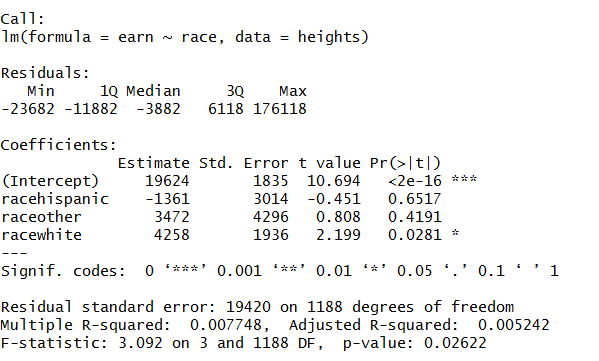 Call:
lm(formula = earn ~ race, data = heights)
Residuals:
Min 1Q Median 3Q Max
-23682 -11882 -3882 6118 176118
Coefficients:
Estimate Std. Error t value Pr(>|t|)
(Intercept) 19624 1835 10.694 <2e-16 ***
racehispanic -1361 3014 -0.451 0.6517
raceother 3472 4296 0.808 0.4191
racewhite 4258 1936 2.199 0.0281 *
---
Signif. codes: 0 ‘***’ 0.001 ‘**’ 0.01 ‘*’ 0.05 ‘.’ 0.1 ‘ ’ 1
Residual standard error: 19420 on 1188 degrees of freedom
Multiple R-squared: 0.007748, Adjusted R-squared: 0.005242
F-statistic: 3.092 on 3 and 1188 DF, p-value: 0.02622